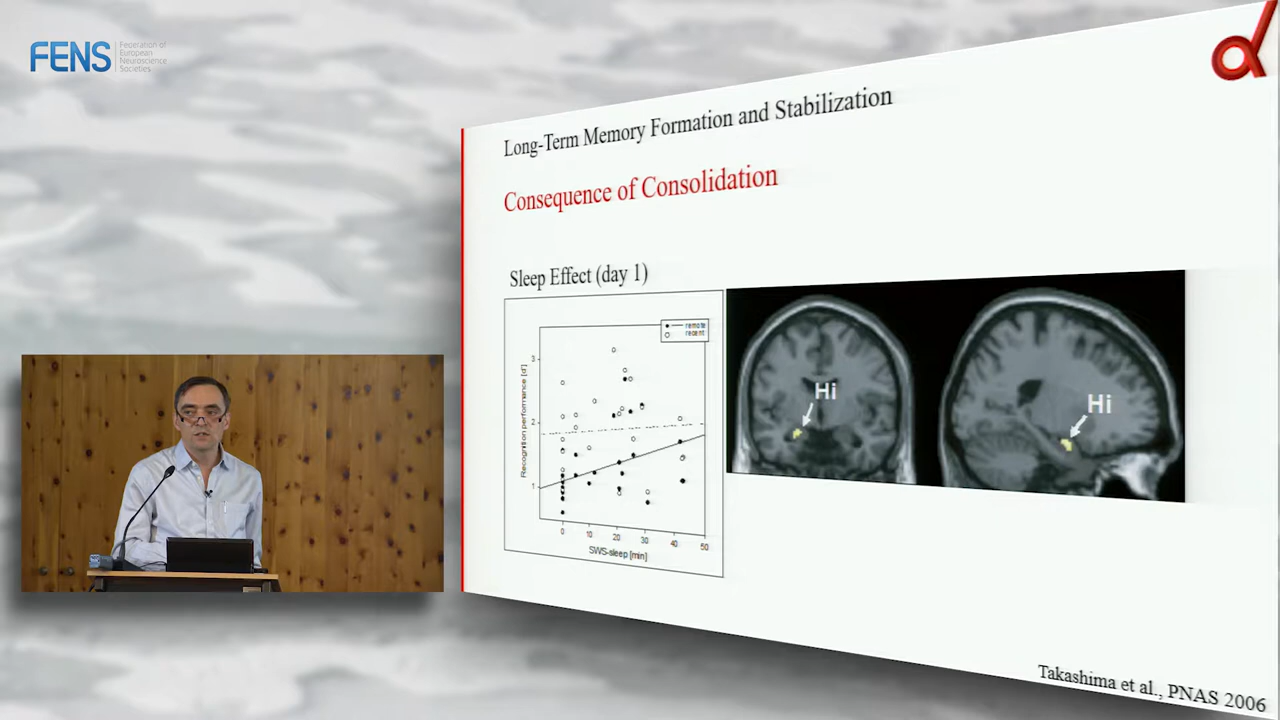 FENS
Federation of
European
Neuroscience
Societies
Long-Term Memory Formation and Stabilization
Consequence of Consolidation
Sleep Effect (day 1)
remote
recent
Recognition performance [d']
3
2
1
0 10 20 30 40 50
SWS-sleep [min]
Hi
Hi
Takashima et al., PNAS 2006